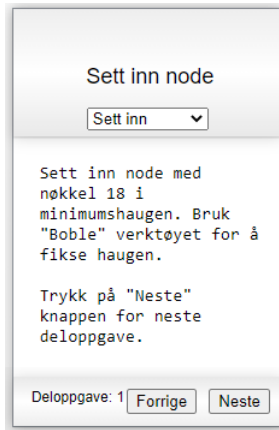 Sett inn node
Sett inn
Sett inn node med
nøkkel 18 i
minimumshaugen. Bruk
"Boble" verktøyet for å
fikse haugen.
Trykk på "Neste"
knappen for neste
deloppgave.
Deloppgave: 1 Forrige Neste